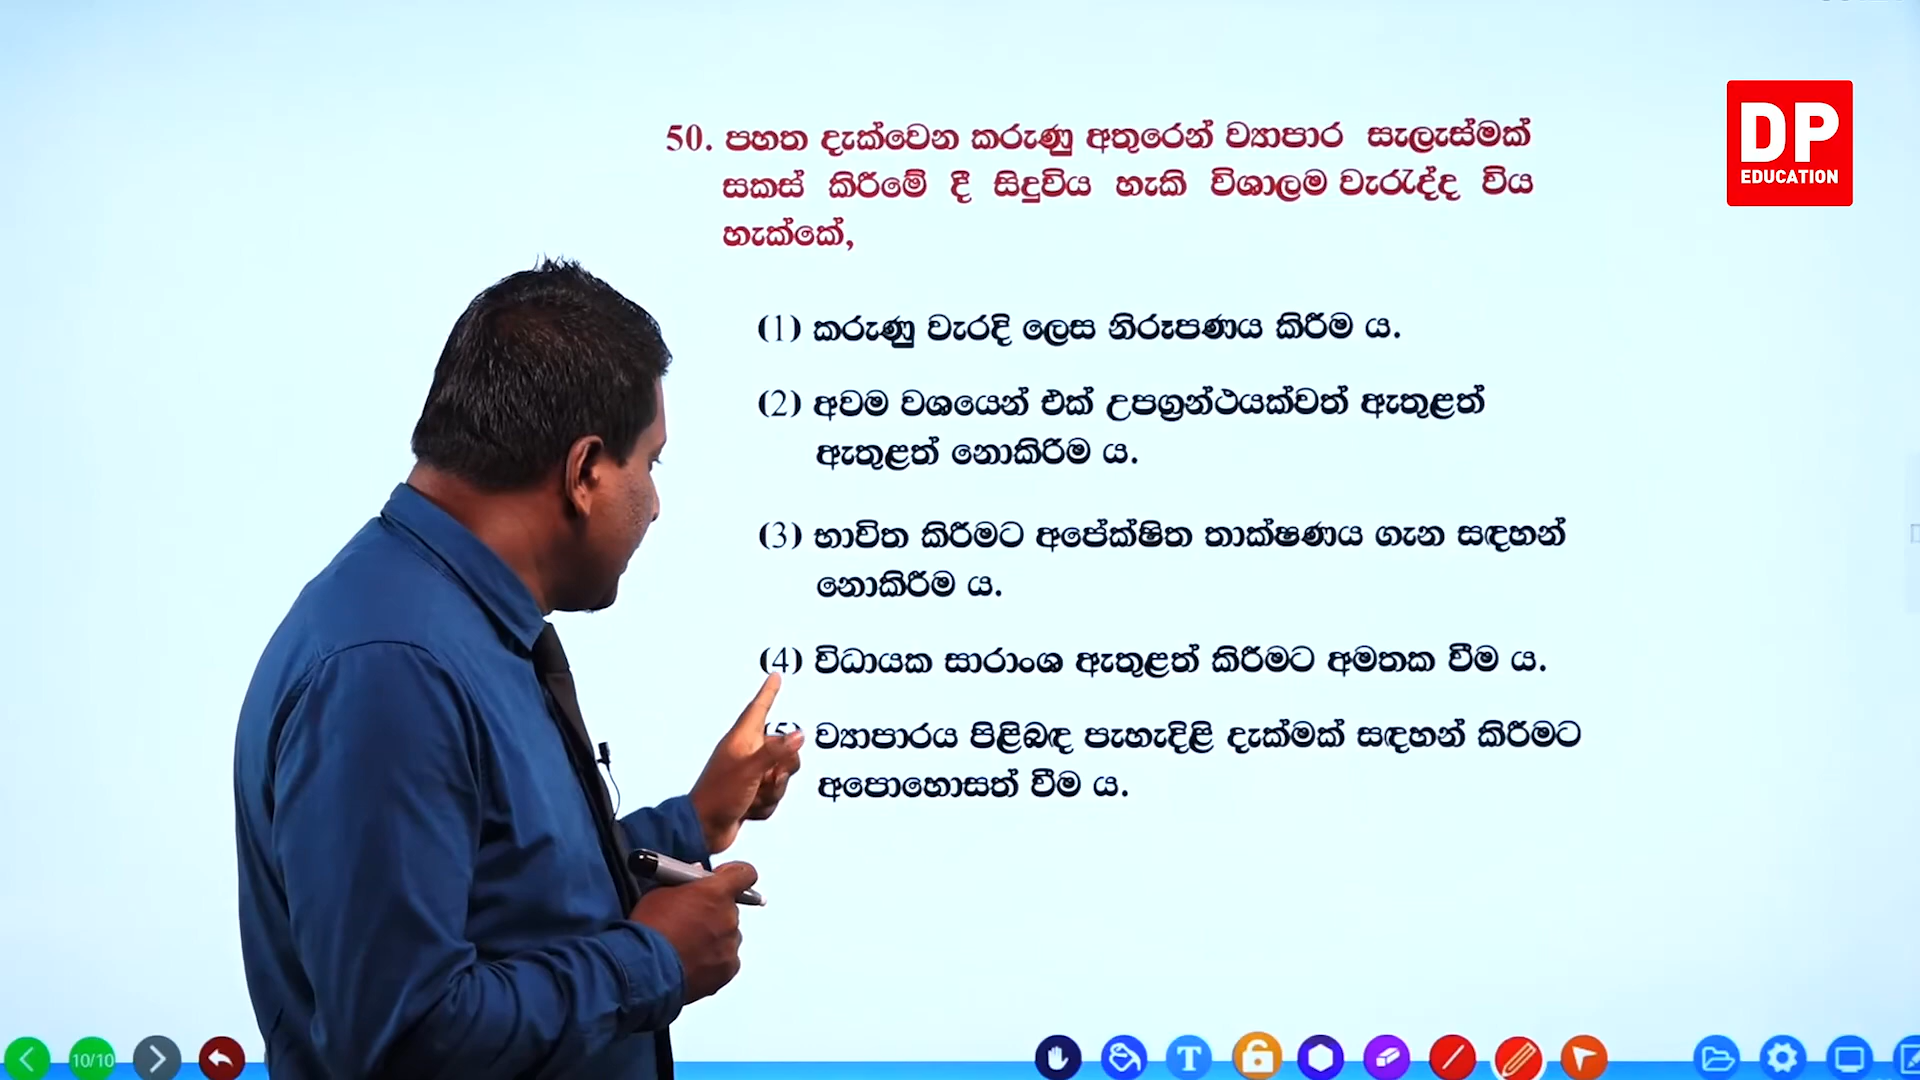 DP
EDUCATION
50. පහත දැක්වෙන කරුණු අතුරෙන් ව්‍යාපාර සැලැස්මක්
සකස් කිරීමේ දී සිදුවිය හැකි විශාලම වැරැද්ද විය
හැක්කේ,
(1) කරුණු වැරදි ලෙස නිරූපණය කිරීම ය.
(2) අවම වශයෙන් එක් උපග්‍රන්ථයක්වත් ඇතුළත්
ඇතුළත් නොකිරීම ය.
(3) භාවිත කිරීමට අපේක්ෂිත තාක්ෂණය ගැන සඳහන්
නොකිරීම ය.
(4) විධායක සාරාංශ ඇතුළත් කිරීමට අමතක වීම ය.
(5) ව්‍යාපාරය පිළිබඳ පැහැදිළි දැක්මක් සඳහන් කිරීමට
අපොහොසත් වීම ය.
10/10
T